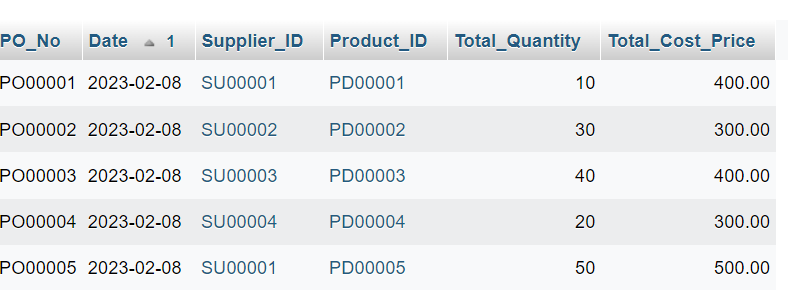 PO_No Date 1 Supplier_ID Product_ID Total_Quantity Total_Cost_Price
PO00001 2023-02-08 SU00001 PD00001 10 400.00
PO00002 2023-02-08 SU00002 PD00002 30 300.00
PO00003 2023-02-08 SU00003 PD00003 40 400.00
PO00004 2023-02-08 SU00004 PD00004 20 300.00
PO00005 2023-02-08 SU00001 PD00005 50 500.00